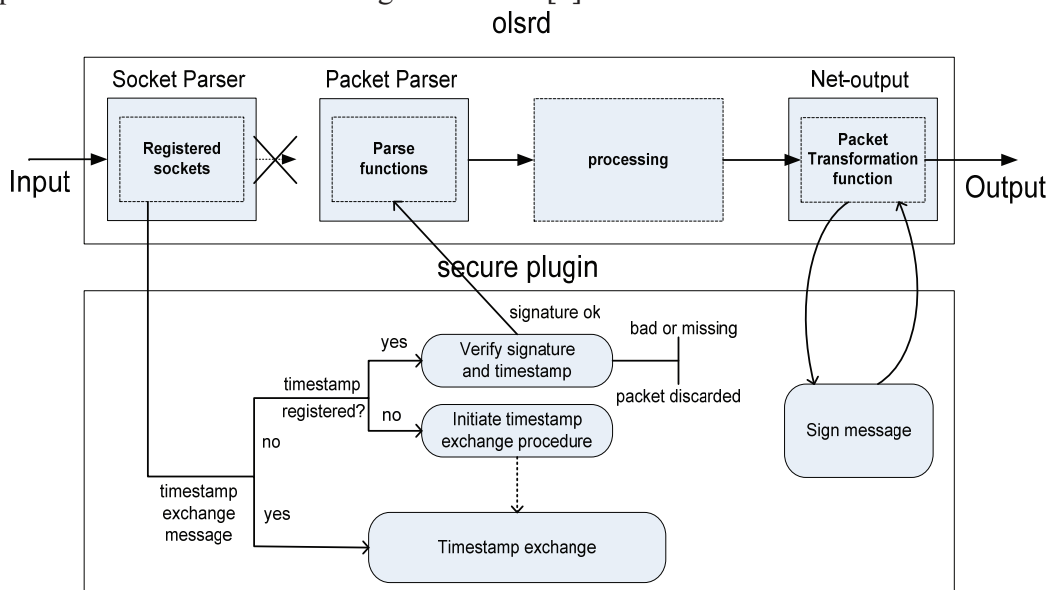 olsrd
Socket Parser
Packet Parser
Net-output
Registered
sockets
Parse
functions
processing
Packet
Transformation
function
Input
Output
secure plugin
signature ok
bad or missing
yes
Verify signature
and timestamp
timestamp
registered?
packet discarded
no
Initiate timestamp
exchange procedure
Sign message
no
timestamp
exchange
message
yes
Timestamp exchange